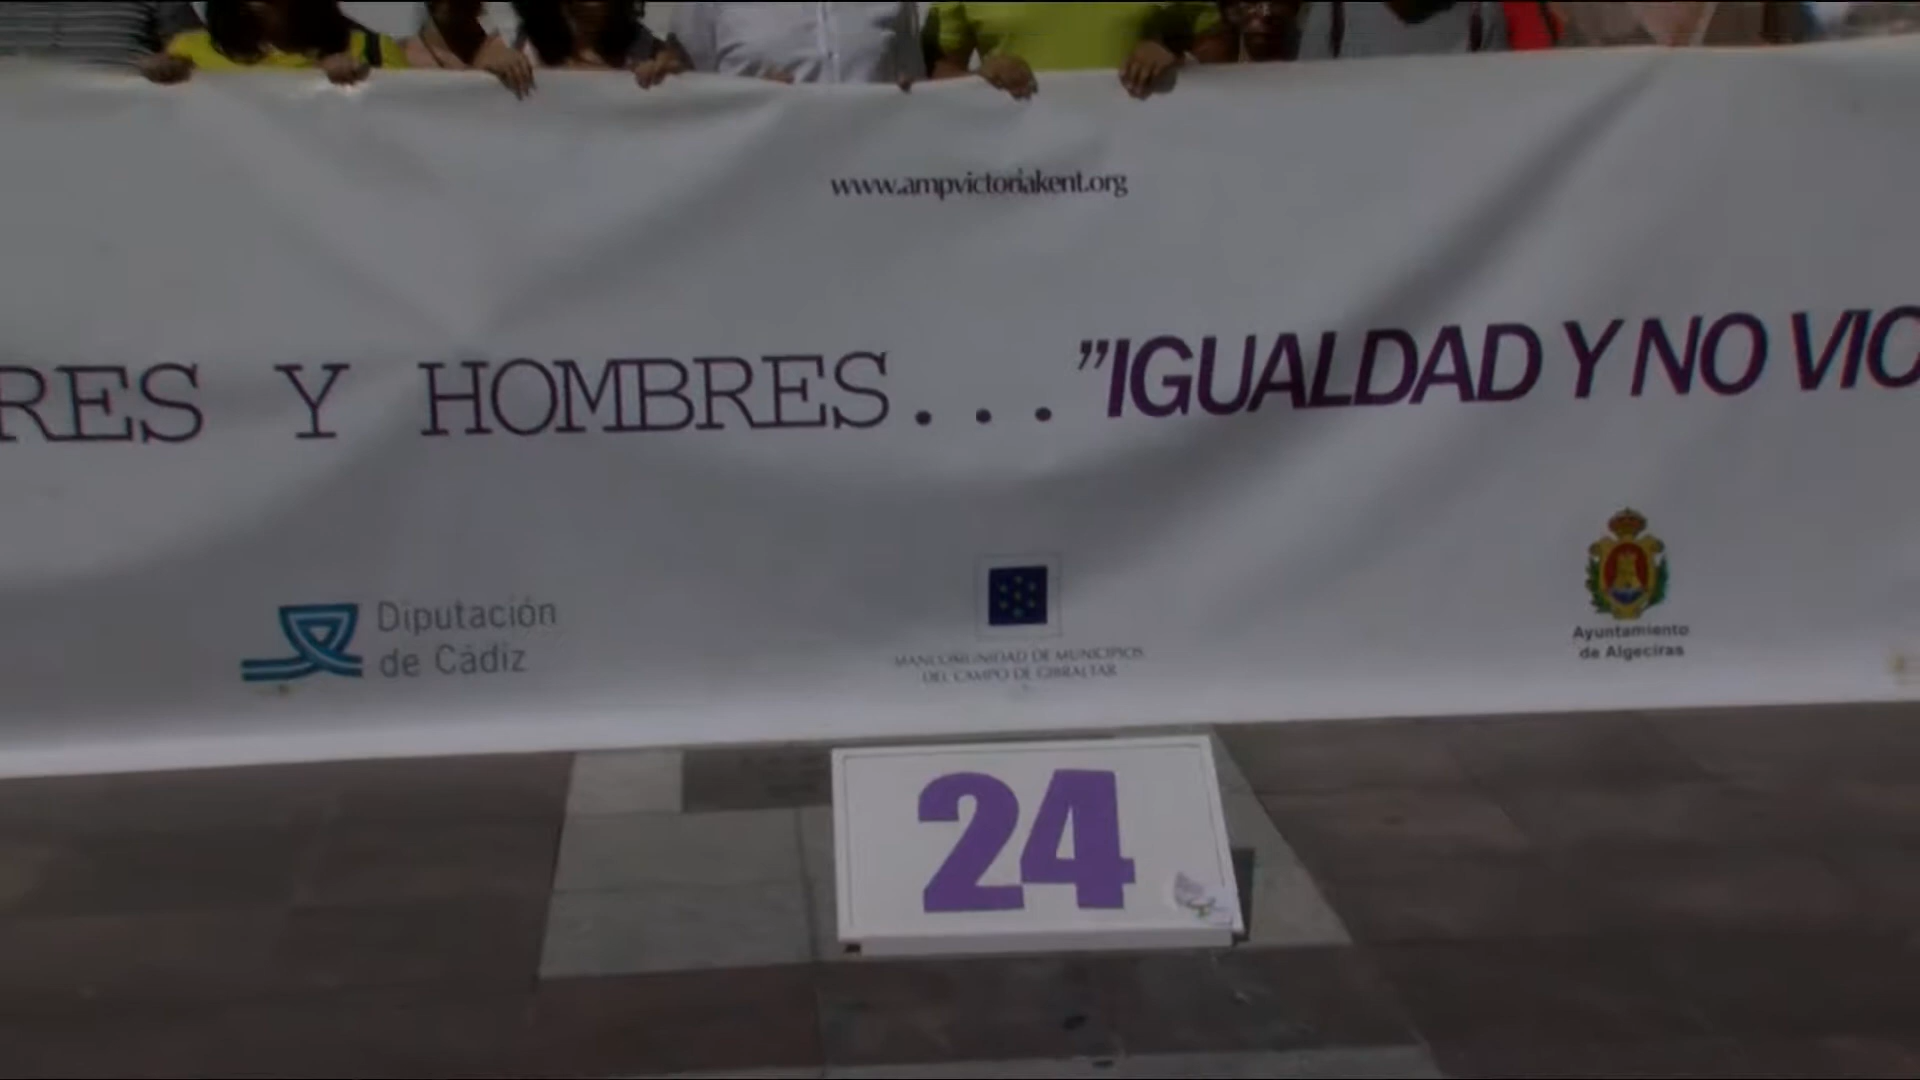 www.ampvictoriakent.org
RES Y HOMBRES... "IGUALDAD Y NO VIO
Diputación
de Cádiz
MANCOMUNIDAD DE MUNICIPIOS
DEL CAMPO DE GIBRALTAR
Ayuntamiento
de Algeciras
24